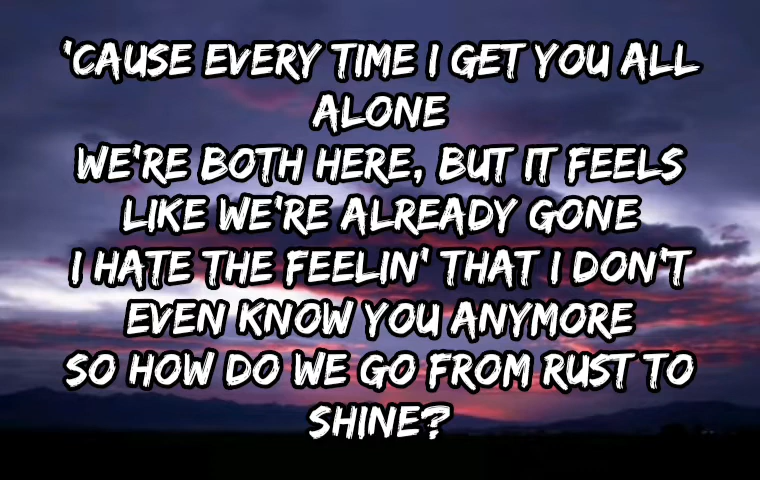 'CAUSE EVERY TIME I GET YOU ALL
ALONE
WE'RE BOTH HERE, BUT IT FEELS
LIKE WE'RE ALREADY GONE
I HATE THE FEELIN' THAT I DON'T
EVEN KNOW YOU ANYMORE
SO HOW DO WE GO FROM RUST TO
SHINE?